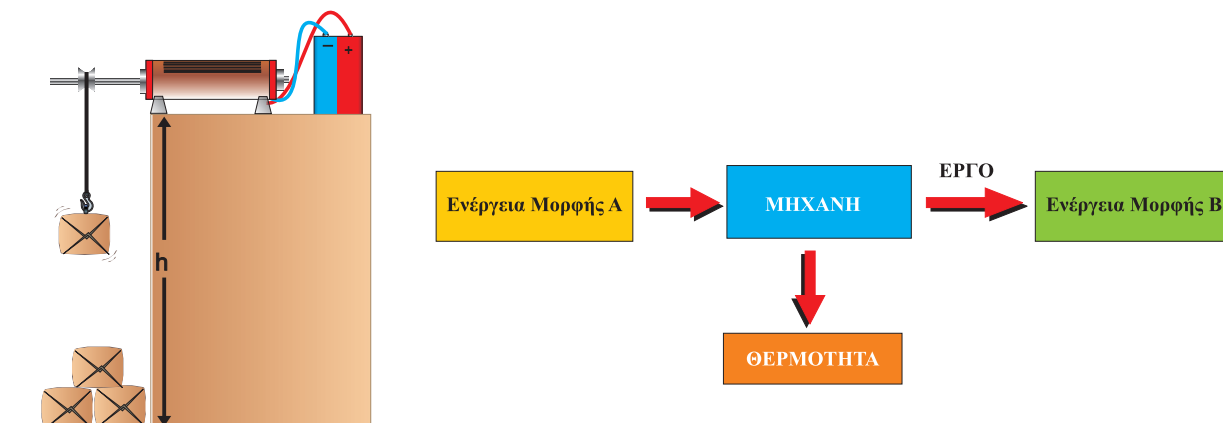 − +
h
Ενέργεια Μορφής Α
ΜΗΧΑΝΗ
ΕΡΓΟ
Ενέργεια Μορφής Β
ΘΕΡΜΟΤΗΤΑ